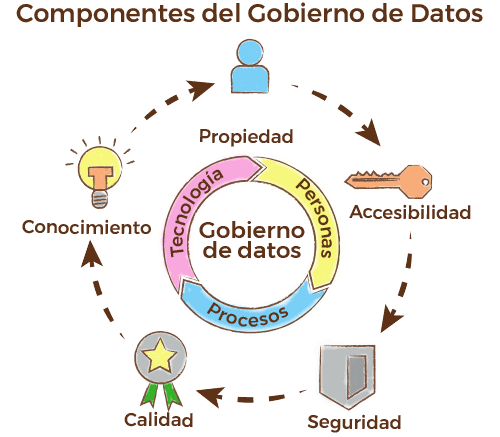 Componentes del Gobierno de Datos
Propiedad
Tecnología
Personas
Accesibilidad
Conocimiento
Gobierno
de datos
Procesos
Calidad
Seguridad